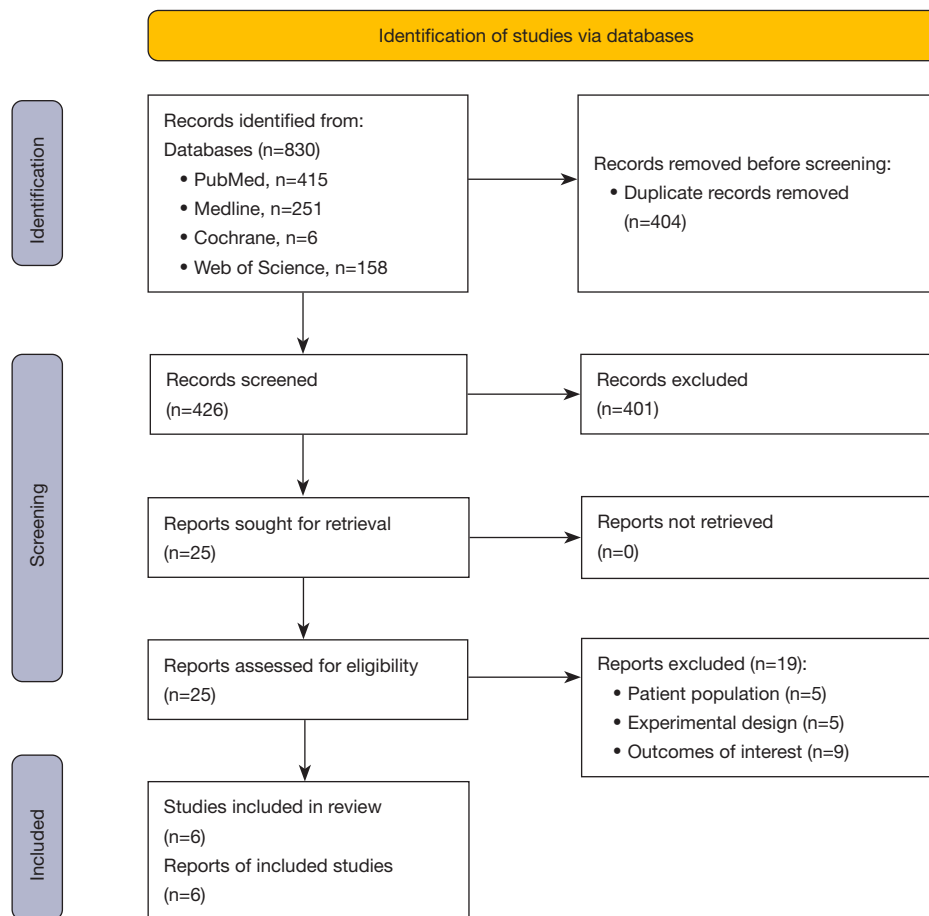 Identification of studies via databases
Identification
Records identified from:
Databases (n=830)
• PubMed, n=415
• Medline, n=251
• Cochrane, n=6
• Web of Science, n=158
Records removed before screening:
• Duplicate records removed
(n=404)
Screening
Records screened
(n=426)
Records excluded
(n=401)
Reports sought for retrieval
(n=25)
Reports not retrieved
(n=0)
Reports assessed for eligibility
(n=25)
Reports excluded (n=19):
• Patient population (n=5)
• Experimental design (n=5)
• Outcomes of interest (n=9)
Included
Studies included in review
(n=6)
Reports of included studies
(n=6)